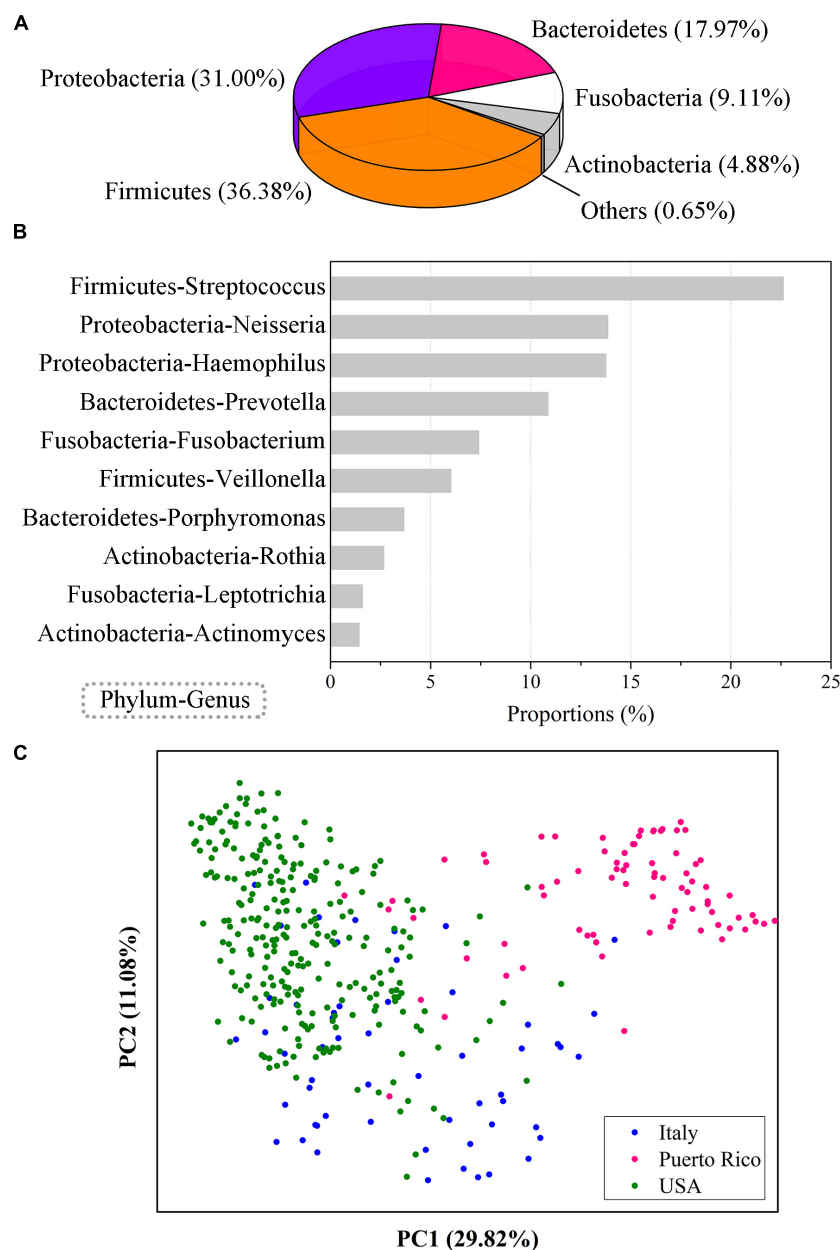 A
Bacteroidetes (17.97%)
Proteobacteria (31.00%)
Fusobacteria (9.11%)
Actinobacteria (4.88%)
Firmicutes (36.38%)
Others (0.65%)
B
Firmicutes-Streptococcus
Proteobacteria-Neisseria
Proteobacteria-Haemophilus
Bacteroidetes-Prevotella
Fusobacteria-Fusobacterium
Firmicutes-Veillonella
Bacteroidetes-Porphyromonas
Actinobacteria-Rothia
Fusobacteria-Leptotrichia
Actinobacteria-Actinomyces
0 5 10 15 20 25
Phylum-Genus
Proportions (%)
C
PC2 (11.08%)
Italy
Puerto Rico
USA
PC1 (29.82%)